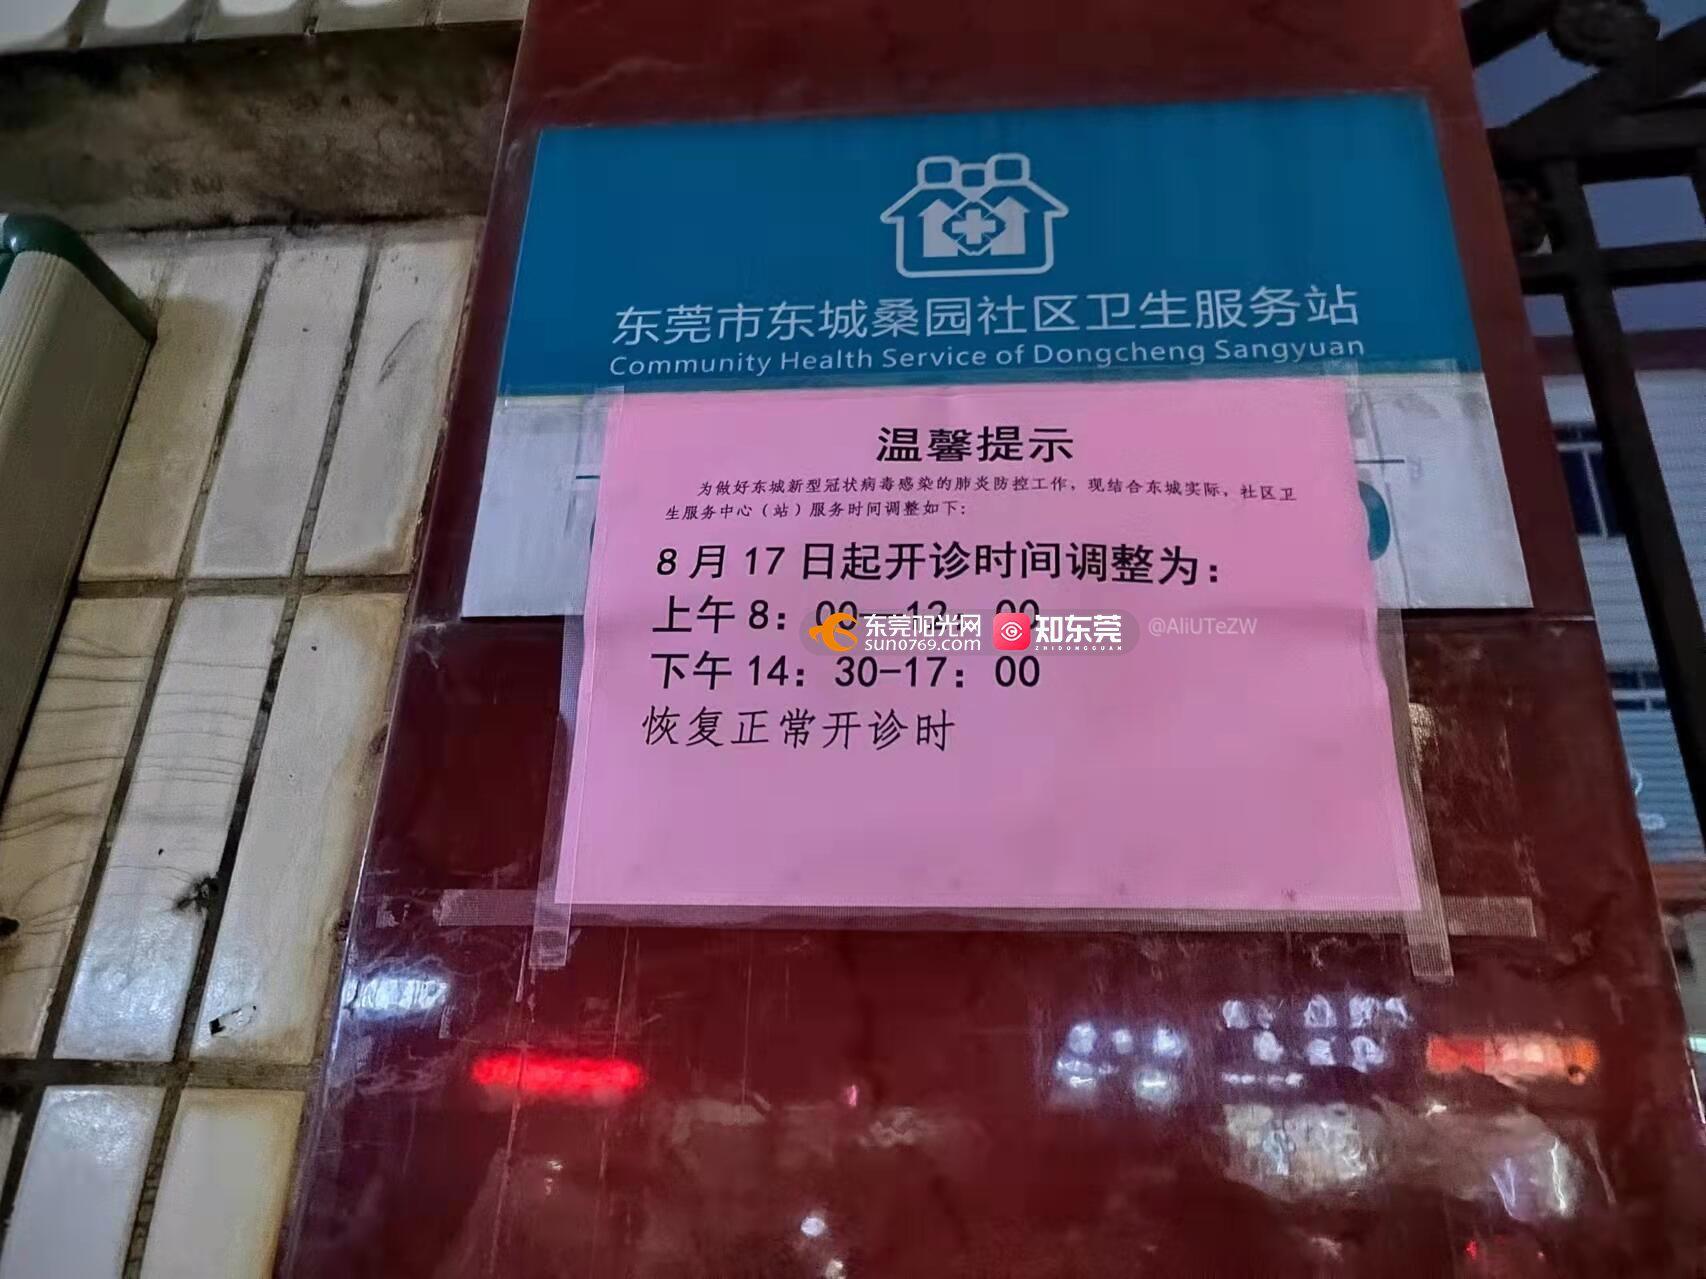 东莞市东城桑园社区卫生服务站
Community Health Service of Dongcheng Sangyuan
温馨提示
为做好东城新型冠状病毒感染的肺炎防控工作，现结合东城实际，社区卫
生服务中心（站）服务时间调整如下：
8月17日起开诊时间调整为：
上午8：00—12：00
东莞阳光网
sun0769.com
知东莞
ZHIDONGGUAN
@AliUTeZW
下午14：30-17：00
恢复正常开诊时